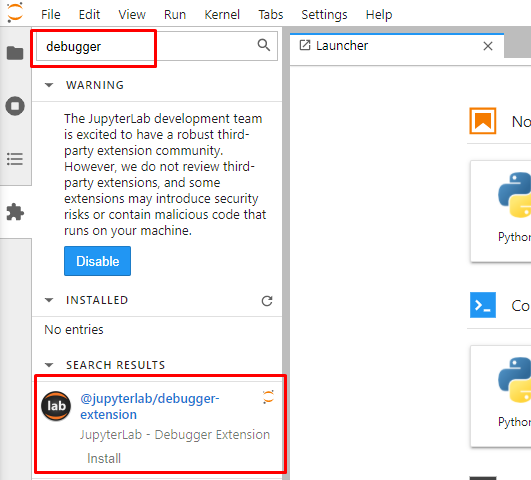 File Edit View Run Kernel Tabs Settings Help
debugger
Launcher
WARNING
The JupyterLab development team
is excited to have a robust third-
party extension community.
However, we do not review third-
party extensions, and some
extensions may introduce security
risks or contain malicious code that
runs on your machine.
Disable
INSTALLED
No entries
SEARCH RESULTS
lab
@jupyterlab/debugger-
extension
JupyterLab - Debugger Extension
Install
No
Python
Co
Python